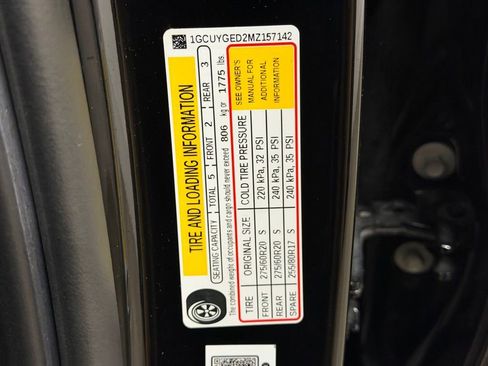 1GCUYGED2MZ157142
TIRE AND LOADING INFORMATION
SEATING CAPACITY TOTAL 5 FRONT 2 REAR 3
The combined weight of occupants and cargo should never exceed 806 kg or 1775 lbs.
TIRE ORIGINAL SIZE COLD TIRE PRESSURE
FRONT 275/60R20 S 220 kPa, 32 PSI
REAR 275/60R20 S 240 kPa, 35 PSI
SPARE 255/80R17 S 240 kPa, 35 PSI
SEE OWNER'S
MANUAL FOR
ADDITIONAL
INFORMATION